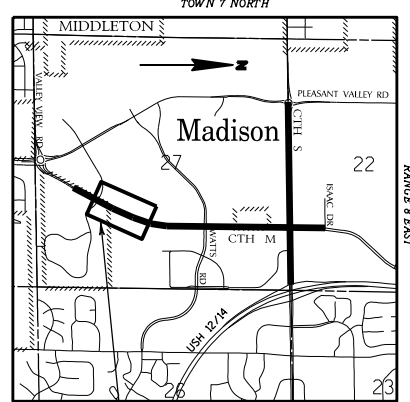 TOWN 7 NORTH
MIDDLETON
N
PLEASANT VALLEY RD
VALLEY VIEW RD
CTH S
Madison
27
22
ISAAC DR.
RANGE 8 EAST
WATTS RD
CTH M
USH 12/14
26
23